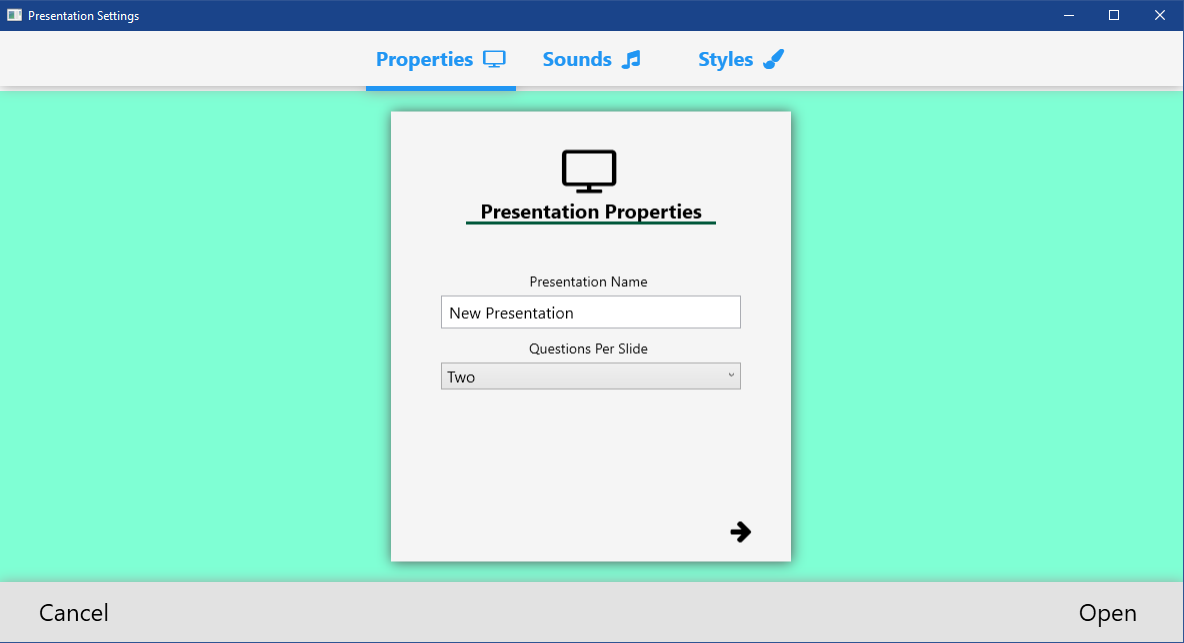 Presentation Settings
Properties Sounds Styles
Presentation Properties
Presentation Name
New Presentation
Questions Per Slide
Two
Cancel Open